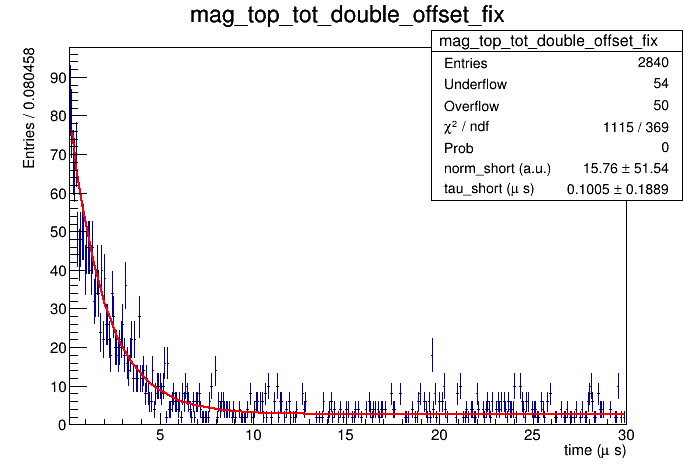 mag_top_tot_double_offset_fix
mag_top_tot_double_offset_fix
Entries 2840
Underflow 54
Overflow 50
χ² / ndf 1115 / 369
Prob 0
norm_short (a.u.) 15.76 ± 51.54
tau_short (μ s) 0.1005 ± 0.1889
Entries / 0.080458
90
80
70
60
50
40
30
20
10
0
5 10 15 20 25 30
time (μ s)